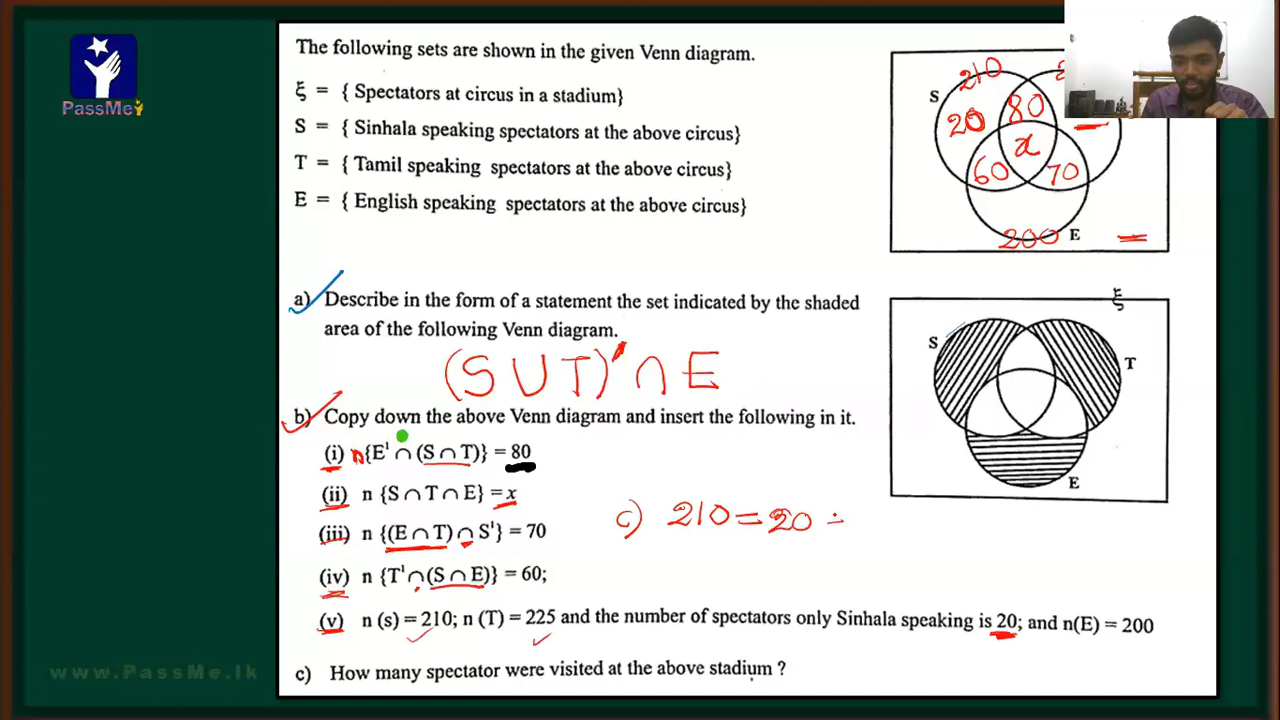 PassMe
The following sets are shown in the given Venn diagram.
ξ = { Spectators at circus in a stadium}
S = { Sinhala speaking spectators at the above circus}
T = { Tamil speaking spectators at the above circus}
E = { English speaking spectators at the above circus}
210
S 20 80
x
60 70
200 E
a) Describe in the form of a statement the set indicated by the shaded
area of the following Venn diagram.
(S ∪ T)' ∩ E
ξ
S
T
E
b) Copy down the above Venn diagram and insert the following in it.
(i) n{E' ∩ (S ∩ T)} = 80
(ii) n {S ∩ T ∩ E} = x
(iii) n {(E ∩ T) ∩ S'} = 70
(iv) n {T' ∩ (S ∩ E)} = 60;
(v) n (s) = 210; n (T) = 225 and the number of spectators only Sinhala speaking is 20; and n(E) = 200
c) 210 = 20
c) How many spectator were visited at the above stadium ?
www.PassMe.lk